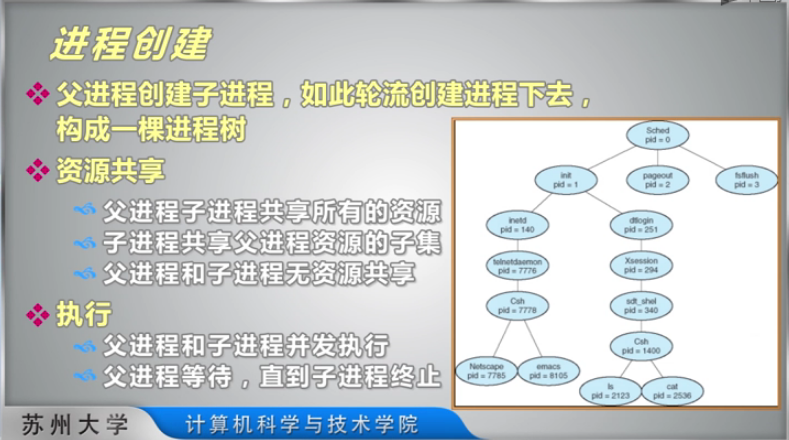 进程创建
父进程创建子进程，如此轮流创建进程下去，
构成一棵进程树
资源共享
父进程子进程共享所有的资源
子进程共享父进程资源的子集
父进程和子进程无资源共享
执行
父进程和子进程并发执行
父进程等待，直到子进程终止
Sched
pid = 0
init
pid = 1
pageout
pid = 2
fsflush
pid = 3
inetd
pid = 140
dtlogin
pid = 251
telnetdaemon
pid = 7776
Xsession
pid = 294
Csh
pid = 7778
sdt_shel
pid = 340
Csh
pid = 1400
Netscape
pid = 7785
emacs
pid = 8105
ls
pid = 2123
cat
pid = 2536
苏州大学
计算机科学与技术学院